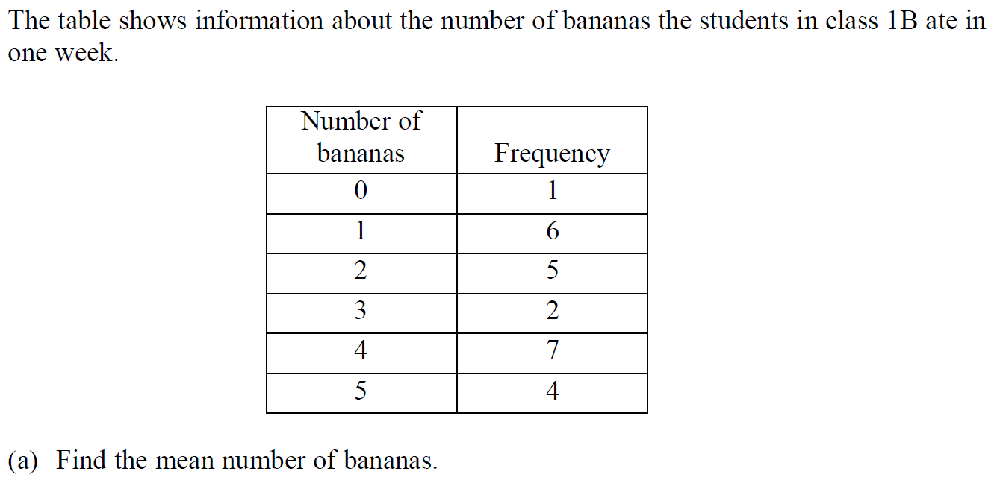 The table shows information about the number of bananas the students in class 1B ate in
one week.
Number of
bananas Frequency
0 1
1 6
2 5
3 2
4 7
5 4
(a) Find the mean number of bananas.